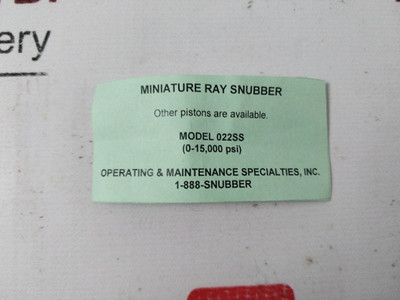 ery
MINIATURE RAY SNUBBER
Other pistons are available.
MODEL 022SS
(0-15,000 psi)
OPERATING & MAINTENANCE SPECIALTIES, INC.
1-888-SNUBBER